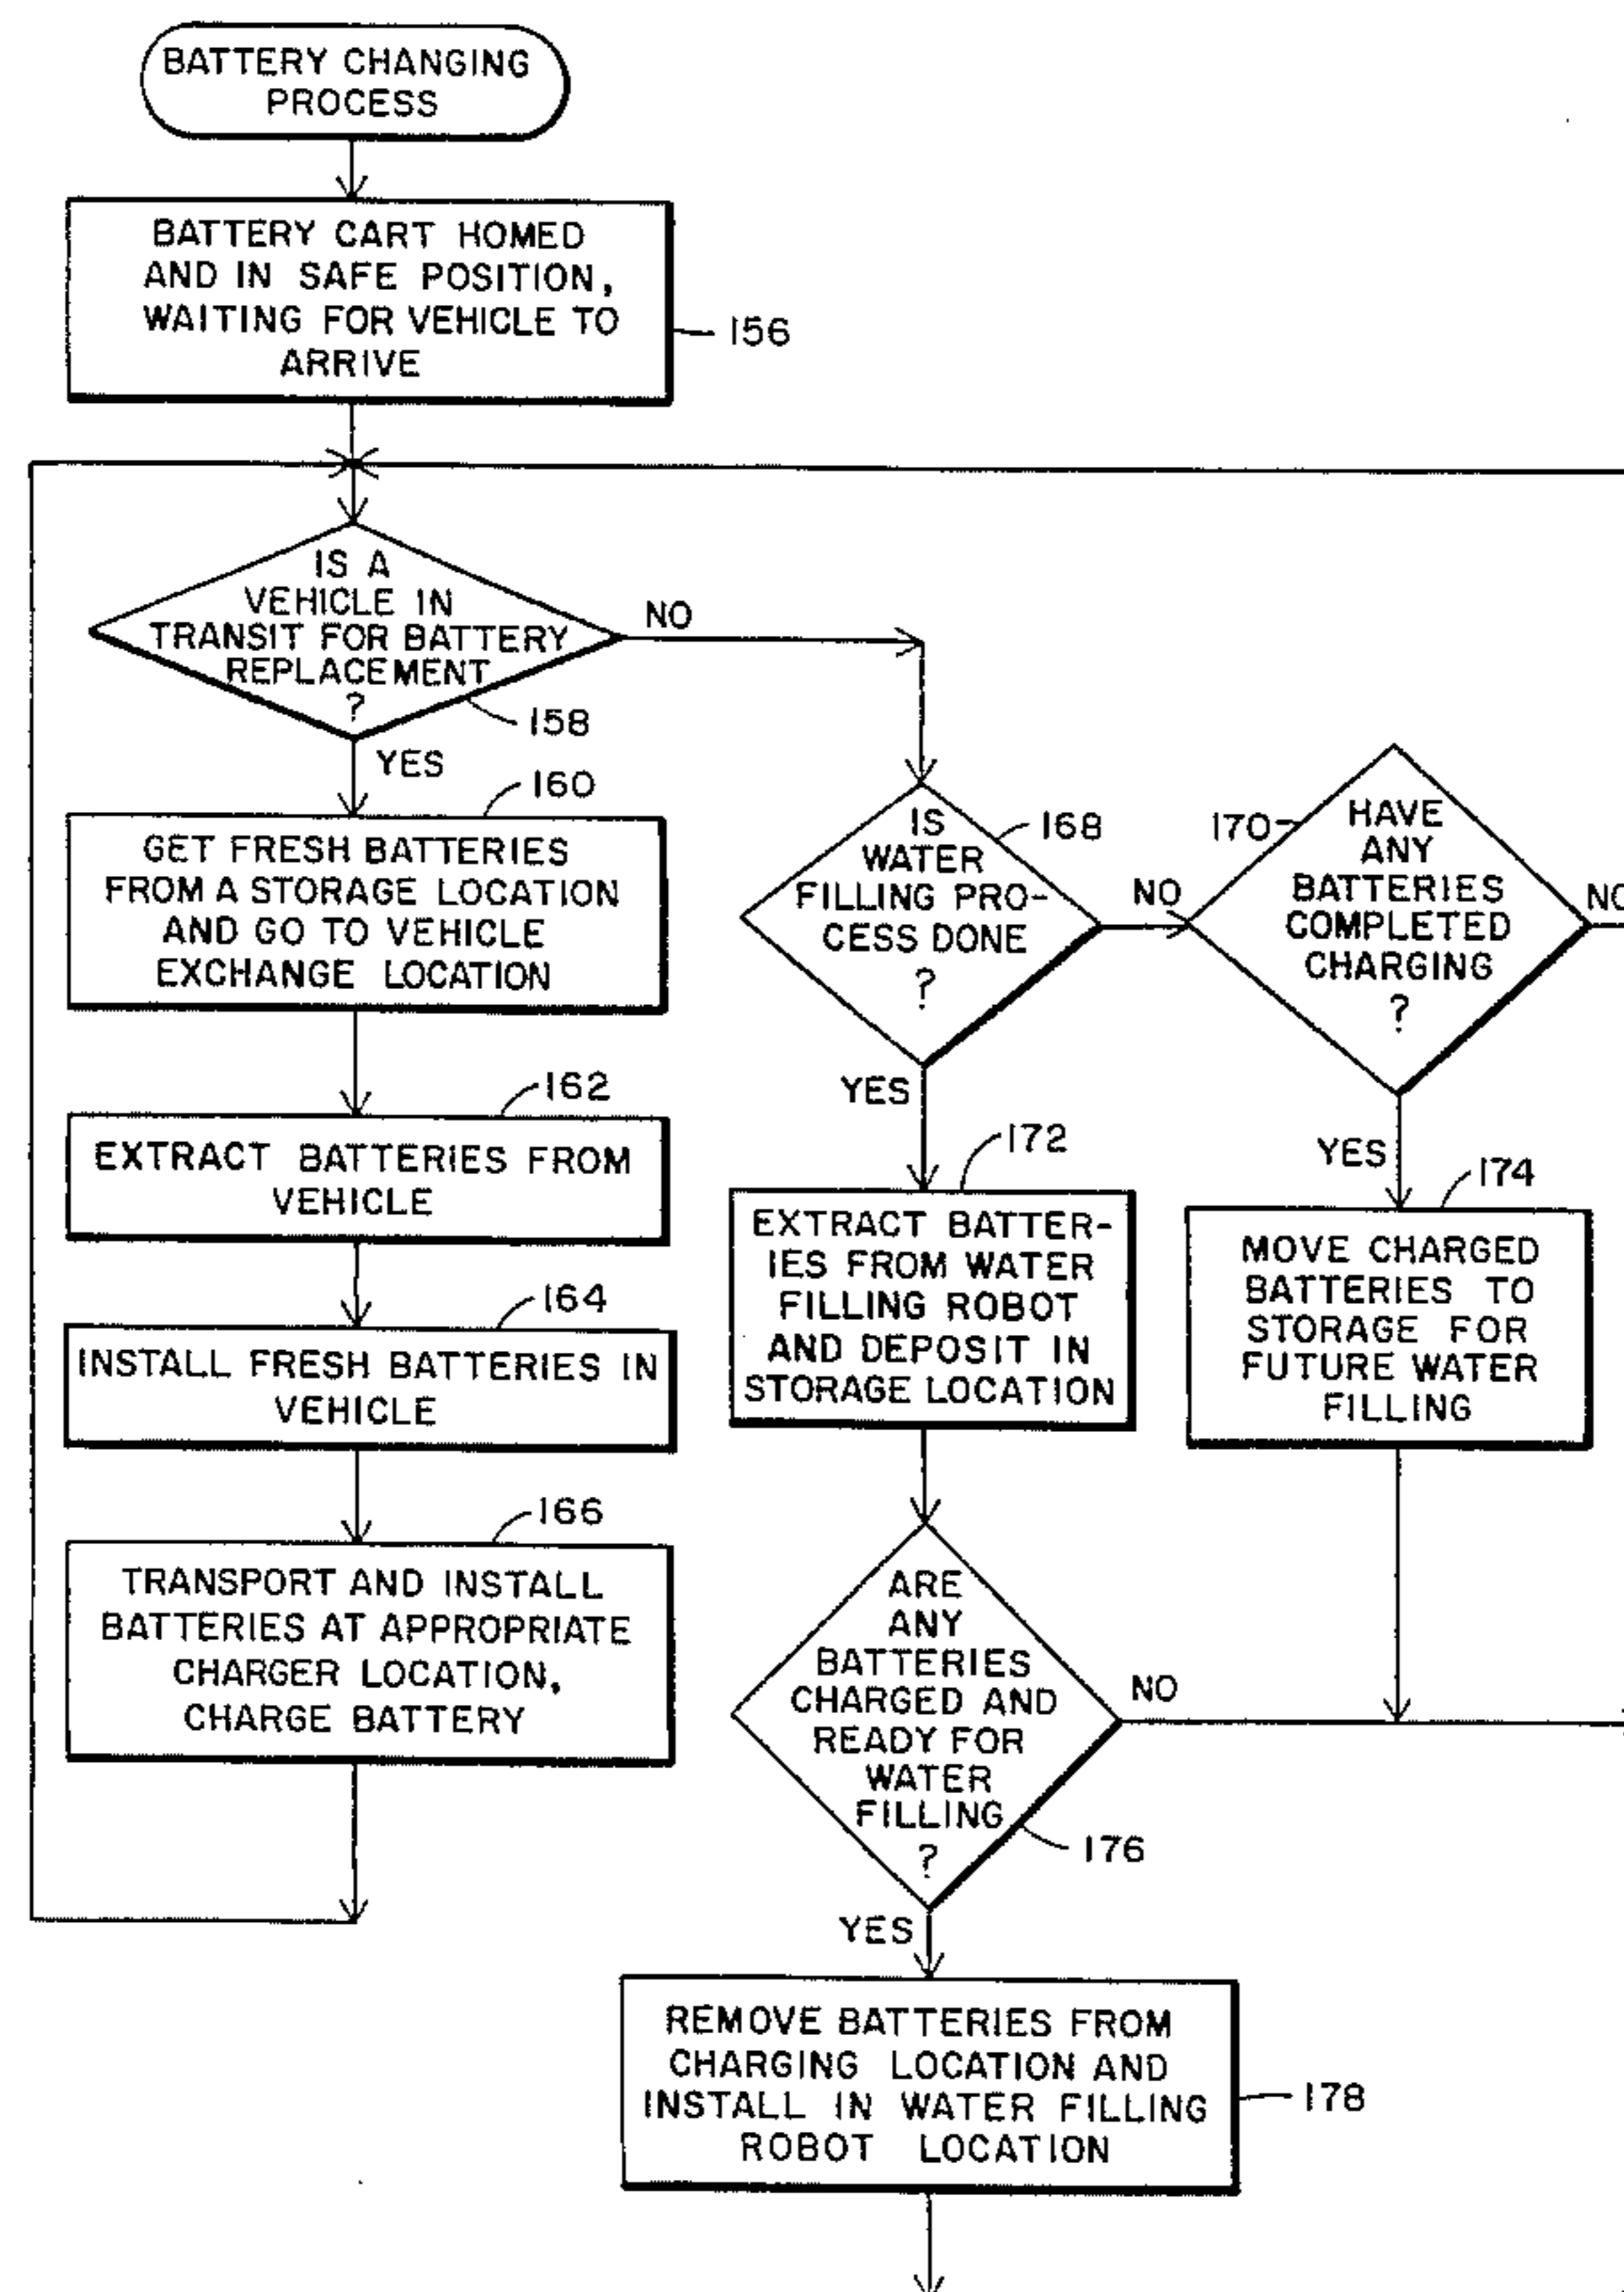 BATTERY CHANGING
PROCESS
BATTERY CART HOMED
AND IN SAFE POSITION,
WAITING FOR VEHICLE TO
ARRIVE
156
IS A
VEHICLE IN
TRANSIT FOR BATTERY
REPLACEMENT
?
158
NO
YES
160
GET FRESH BATTERIES
FROM A STORAGE LOCATION
AND GO TO VEHICLE
EXCHANGE LOCATION
162
EXTRACT BATTERIES FROM
VEHICLE
164
INSTALL FRESH BATTERIES IN
VEHICLE
166
TRANSPORT AND INSTALL
BATTERIES AT APPROPRIATE
CHARGER LOCATION,
CHARGE BATTERY
IS
WATER
FILLING PRO-
CESS DONE
?
168
NO
YES
170
HAVE
ANY
BATTERIES
COMPLETED
CHARGING
?
NO
YES
172
EXTRACT BATTER-
IES FROM WATER
FILLING ROBOT
AND DEPOSIT IN
STORAGE LOCATION
174
MOVE CHARGED
BATTERIES TO
STORAGE FOR
FUTURE WATER
FILLING
ARE
ANY
BATTERIES
CHARGED AND
READY FOR
WATER
FILLING
?
176
NO
YES
REMOVE BATTERIES FROM
CHARGING LOCATION AND
INSTALL IN WATER FILLING
ROBOT LOCATION
178